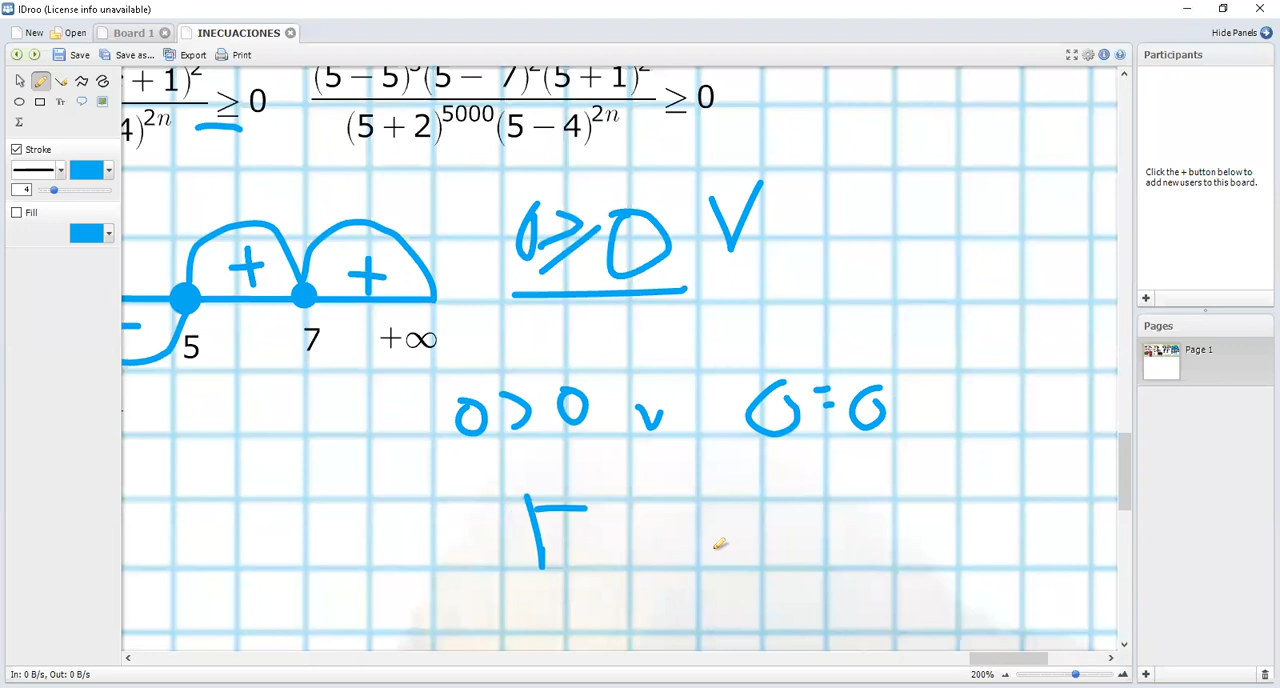 IDroo (License info unavailable)
New Open Board 1 INECUACIONES Hide Panels
Save Save as... Export Print
Participants
+ 1)² / 4)²ⁿ ≥ 0
(5 − 5) (5 − 7)² (5 + 1)² / (5 + 2)⁵⁰⁰⁰ (5 − 4)²ⁿ ≥ 0
Tr
Σ
Stroke
4
Fill
Click the + button below to
add new users to this board.
0 ≥ 0 V
+ +
−
5 7 +∞
0 > 0 v 0 = 0
F
Pages
Page 1
In: 0 B/s, Out: 0 B/s
200%